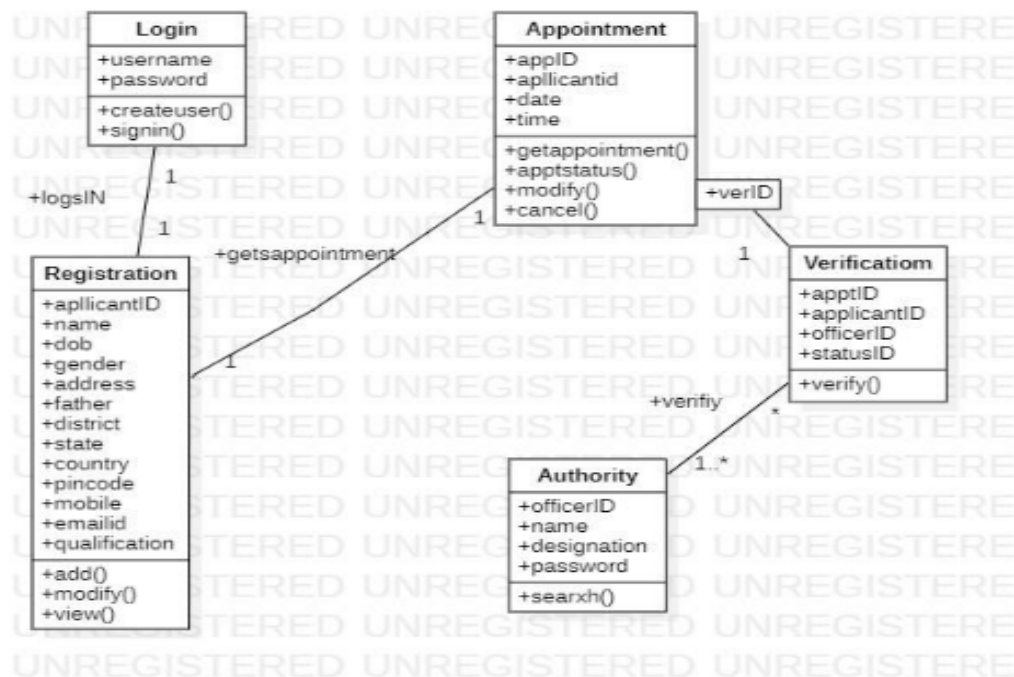 Login
+username
+password
+createuser()
+signin()
Appointment
+appID
+apllicantid
+date
+time
+getappointment()
+apptstatus()
+modify()
+cancel()
+logsIN
1
1
+getsappointment
1
1
+verID
1
Registration
+apllicantID
+name
+dob
+gender
+address
+father
+district
+state
+country
+pincode
+mobile
+emailid
+qualification
+add()
+modify()
+view()
Verificatiom
+apptID
+applicantID
+officerID
+statusID
+verify()
+verifiy
*
1..*
Authority
+officerID
+name
+designation
+password
+searxh()
UNREGISTERED UNREGISTERED UNREGISTERE